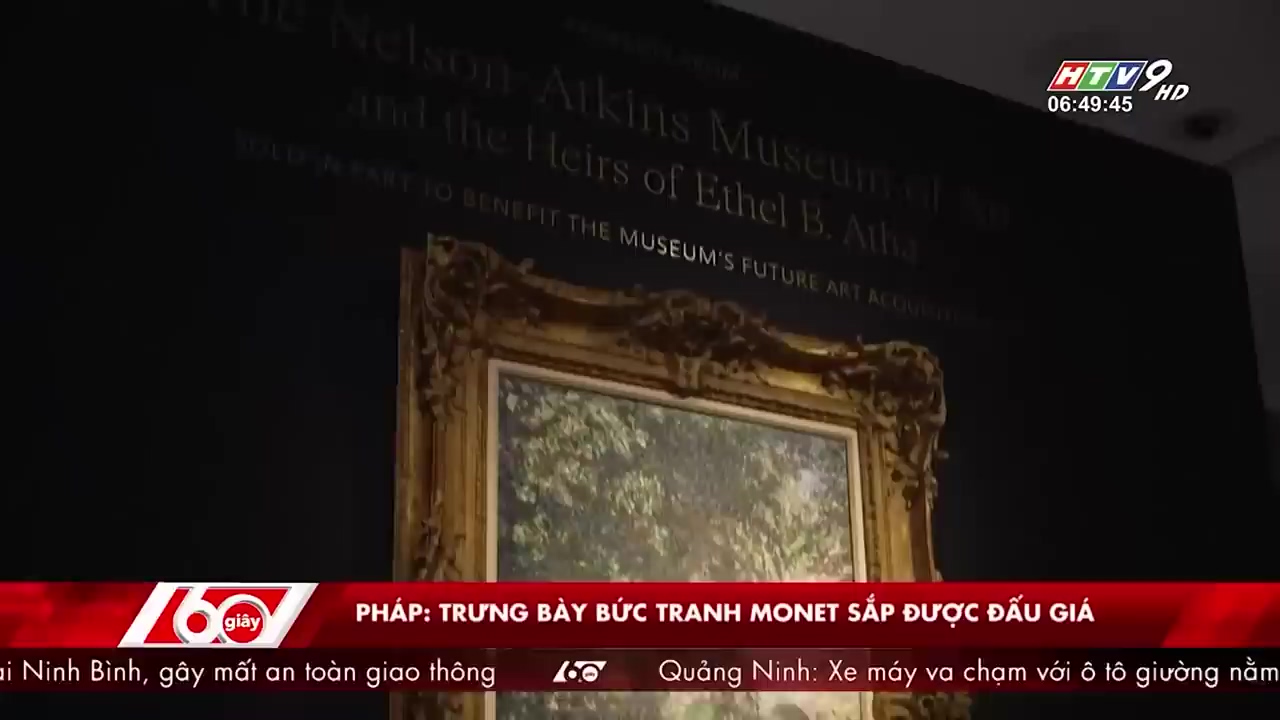 The Nelson-Atkins Museum of Art
and the Heirs of Ethel B. Atha
SOLD IN PART TO BENEFIT THE MUSEUM'S FUTURE ART
HTV9 HD
06:49:45
60 giây
PHÁP: TRƯNG BÀY BỨC TRANH MONET SẮP ĐƯỢC ĐẤU GIÁ
Ninh Bình, gây mất an toàn giao thông 60 giây Quảng Ninh: Xe máy va chạm với ô tô giường nằm